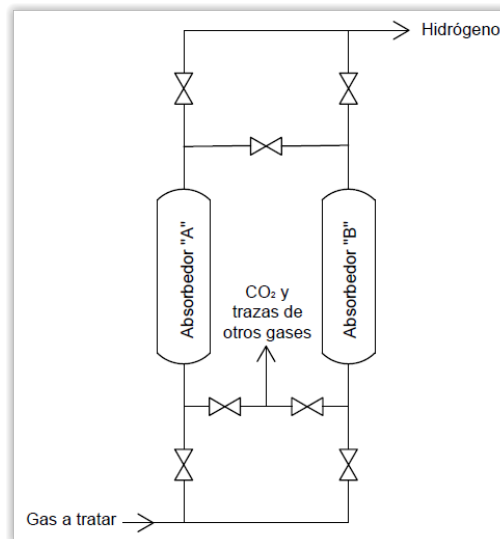 Hidrógeno
Absorbedor "A"
Absorbedor "B"
CO₂ y
trazas de
otros gases
Gas a tratar